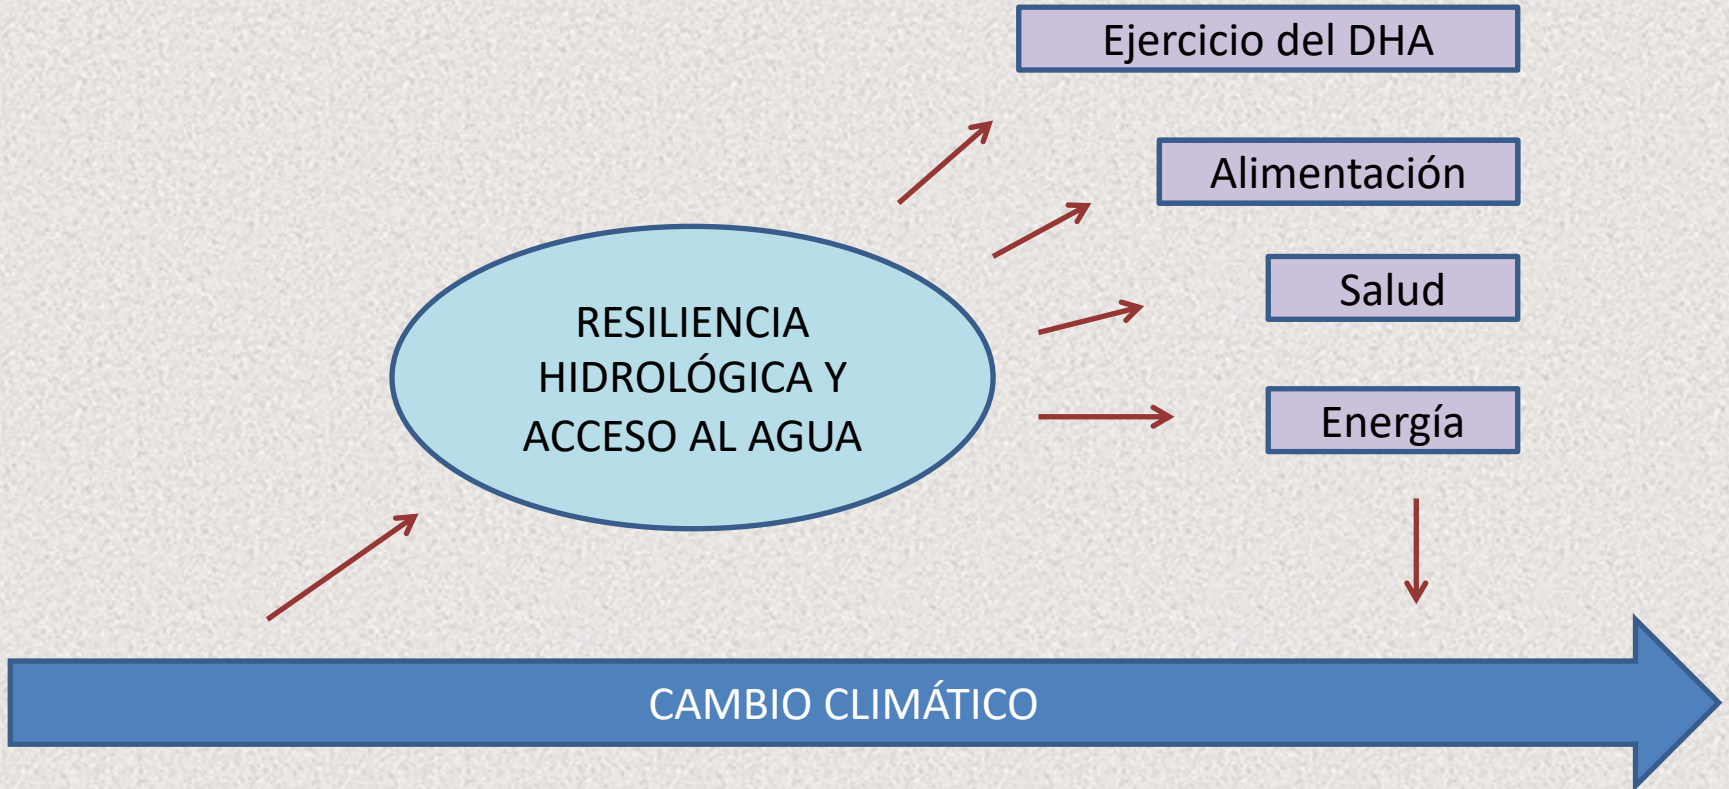 Ejercicio del DHA
Alimentación
Salud
RESILIENCIA
HIDROLÓGICA Y
ACCESO AL AGUA
Energía
CAMBIO CLIMÁTICO